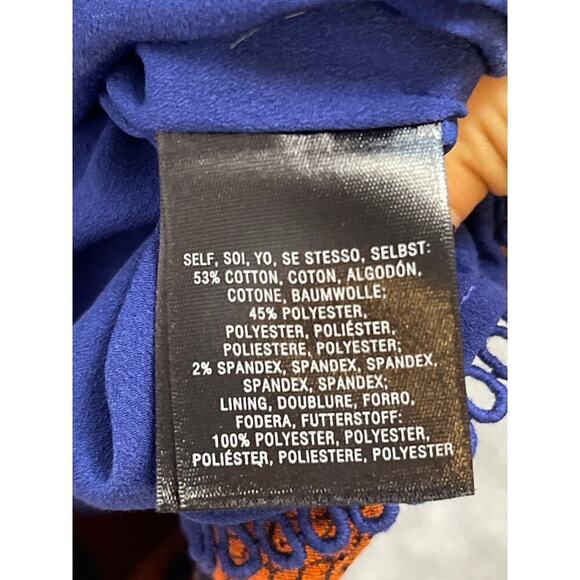 SELF, SOI, YO, SE STESSO, SELBST:
53% COTTON, COTON, ALGODÓN,
COTONE, BAUMWOLLE;
45% POLYESTER,
POLYESTER, POLIÉSTER,
POLIESTERE, POLYESTER;
2% SPANDEX, SPANDEX, SPANDEX,
SPANDEX, SPANDEX;
LINING, DOUBLURE, FORRO,
FODERA, FUTTERSTOFF:
100% POLYESTER, POLYESTER,
POLIÉSTER, POLIESTERE, POLYESTER